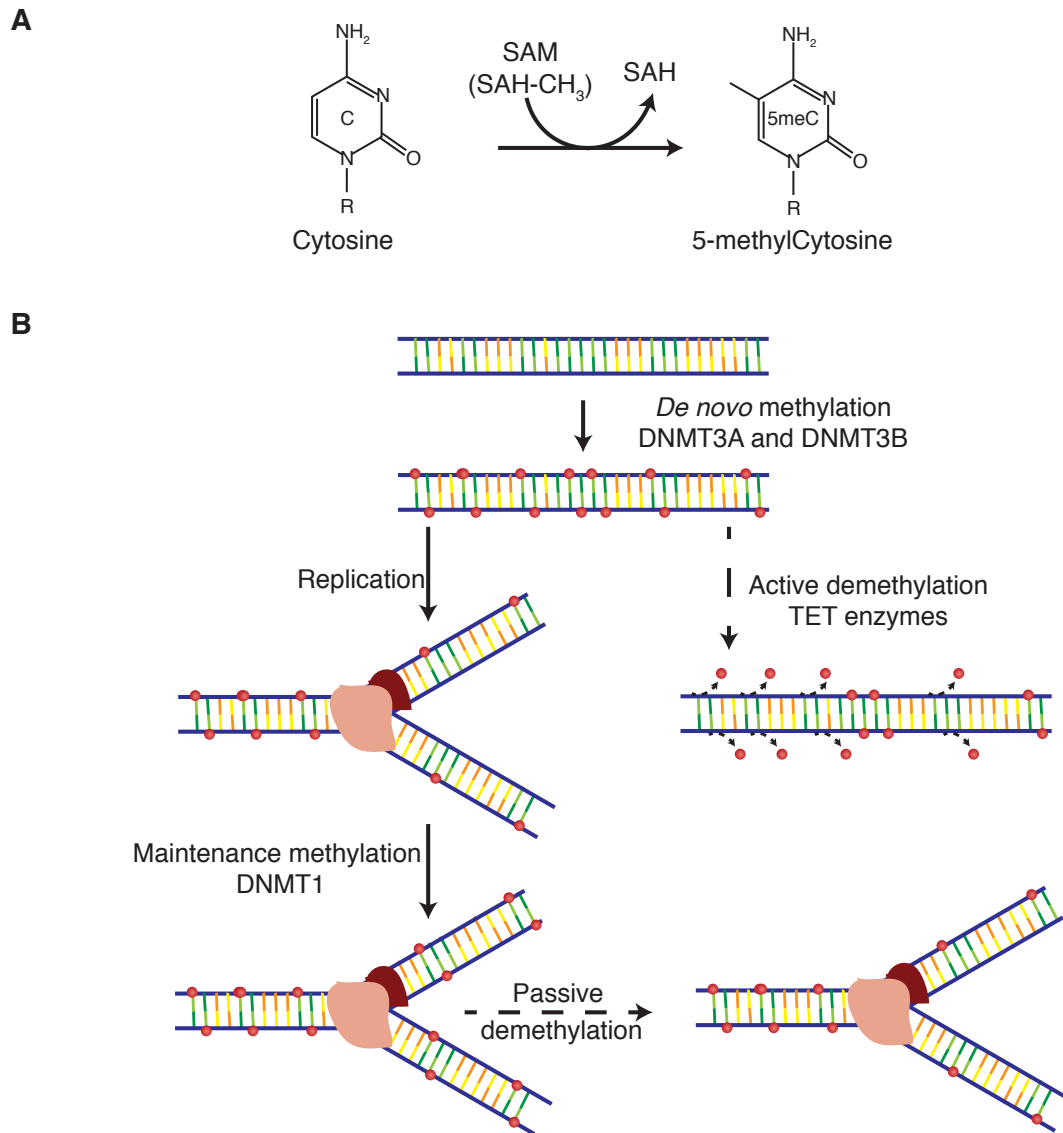 A
NH₂
N
C
N
O
R
Cytosine
SAM
(SAH-CH₃)
SAH
NH₂
N
5meC
N
O
R
5-methylCytosine
B
De novo methylation
DNMT3A and DNMT3B
Replication
Active demethylation
TET enzymes
Maintenance methylation
DNMT1
Passive
demethylation